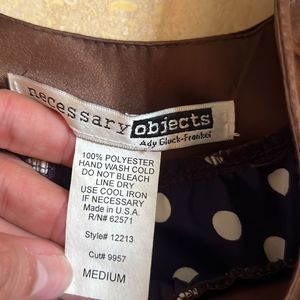 necessary objects
Ady Gluck-Frankel
100% POLYESTER
HAND WASH COLD
DO NOT BLEACH
LINE DRY
USE COOL IRON
IF NECESSARY
Made in U.S.A.
R/N# 62571
Style# 12213
Cut# 9957
MEDIUM